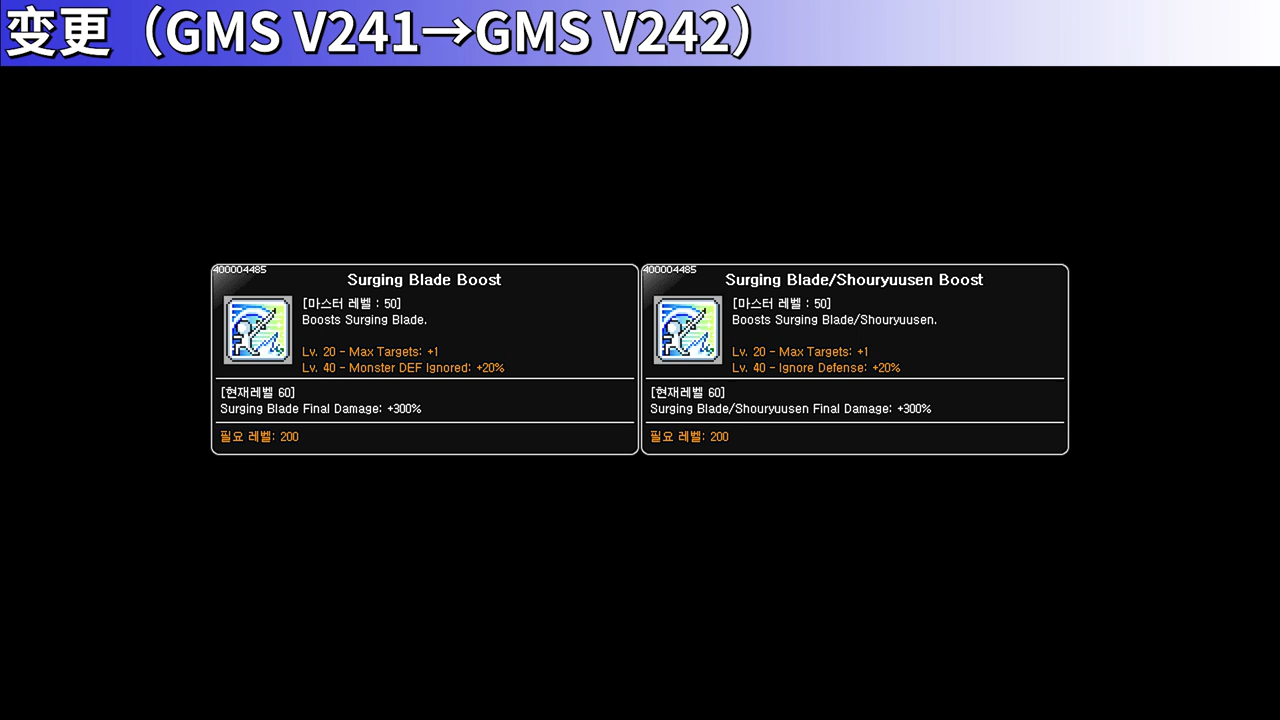 变更（GMS V241→GMS V242）
400004485
Surging Blade Boost
[마스터 레벨 : 50]
Boosts Surging Blade.
Lv. 20 - Max Targets: +1
Lv. 40 - Monster DEF Ignored: +20%
[현재레벨 60]
Surging Blade Final Damage: +300%
필요 레벨: 200
400004485
Surging Blade/Shouryuusen Boost
[마스터 레벨 : 50]
Boosts Surging Blade/Shouryuusen.
Lv. 20 - Max Targets: +1
Lv. 40 - Ignore Defense: +20%
[현재레벨 60]
Surging Blade/Shouryuusen Final Damage: +300%
필요 레벨: 200